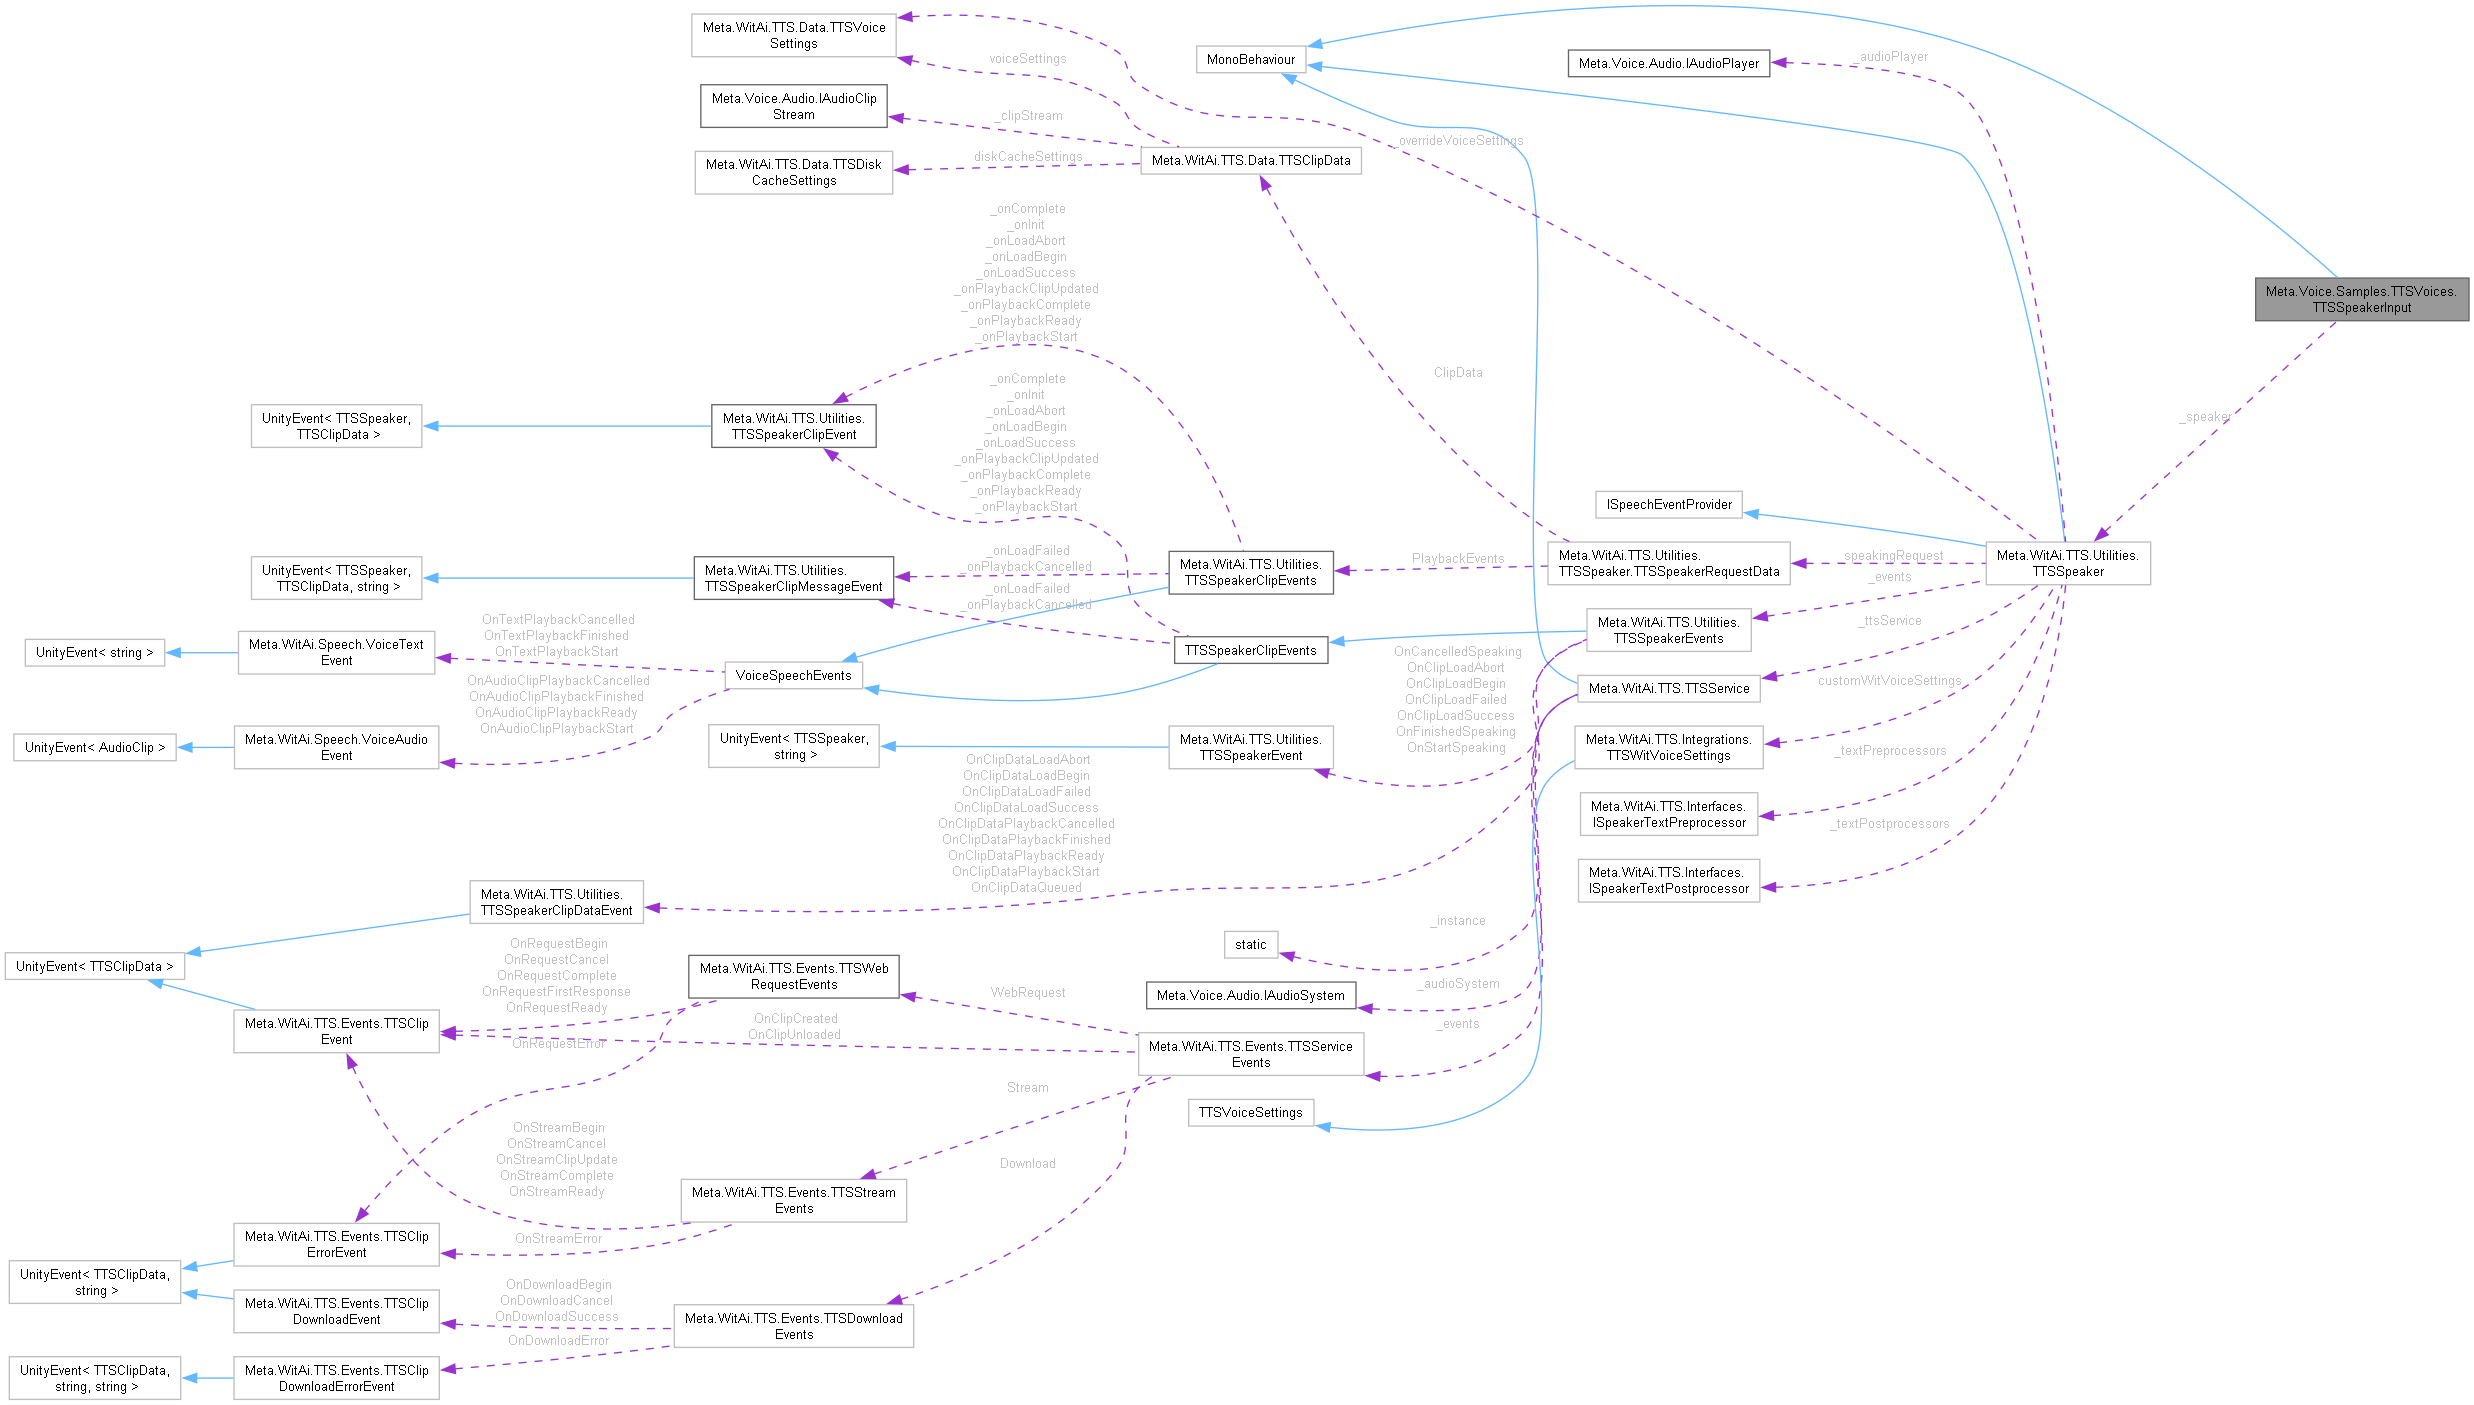 Meta.WitAi.TTS.Data.TTSVoice
Settings
voiceSettings
Meta.Voice.Audio.IAudioClip
Stream
_clipStream
Meta.WitAi.TTS.Data.TTSDisk
CacheSettings
diskCacheSettings
MonoBehaviour
Meta.WitAi.TTS.Data.TTSClipData
_overrideVoiceSettings
Meta.Voice.Audio.IAudioPlayer
_audioPlayer
Meta.Voice.Samples.TTSVoices.
TTSSpeakerInput
_speaker
ClipData
_onComplete
_onInit
_onLoadAbort
_onLoadBegin
_onLoadSuccess
_onPlaybackClipUpdated
_onPlaybackComplete
_onPlaybackReady
_onPlaybackStart
UnityEvent< TTSSpeaker,
TTSClipData >
Meta.WitAi.TTS.Utilities.
TTSSpeakerClipEvent
_onComplete
_onInit
_onLoadAbort
_onLoadBegin
_onLoadSuccess
_onPlaybackClipUpdated
_onPlaybackComplete
_onPlaybackReady
_onPlaybackStart
ISpeechEventProvider
UnityEvent< TTSSpeaker,
TTSClipData, string >
Meta.WitAi.TTS.Utilities.
TTSSpeakerClipMessageEvent
_onLoadFailed
_onPlaybackCancelled
_onLoadFailed
_onPlaybackCancelled
Meta.WitAi.TTS.Utilities.
TTSSpeakerClipEvents
PlaybackEvents
Meta.WitAi.TTS.Utilities.
TTSSpeaker.TTSSpeakerRequestData
_speakingRequest
_events
Meta.WitAi.TTS.Utilities.
TTSSpeaker
Meta.WitAi.TTS.Utilities.
TTSSpeakerEvents
_ttsService
UnityEvent< string >
Meta.WitAi.Speech.VoiceText
Event
OnTextPlaybackCancelled
OnTextPlaybackFinished
OnTextPlaybackStart
VoiceSpeechEvents
TTSSpeakerClipEvents
OnAudioClipPlaybackCancelled
OnAudioClipPlaybackFinished
OnAudioClipPlaybackReady
OnAudioClipPlaybackStart
UnityEvent< AudioClip >
Meta.WitAi.Speech.VoiceAudio
Event
OnCancelledSpeaking
OnClipLoadAbort
OnClipLoadBegin
OnClipLoadFailed
OnClipLoadSuccess
OnFinishedSpeaking
OnStartSpeaking
Meta.WitAi.TTS.TTSService
customWitVoiceSettings
UnityEvent< TTSSpeaker,
string >
Meta.WitAi.TTS.Utilities.
TTSSpeakerEvent
Meta.WitAi.TTS.Integrations.
TTSWitVoiceSettings
_textPreprocessors
Meta.WitAi.TTS.Interfaces.
ISpeakerTextPreprocessor
_textPostprocessors
Meta.WitAi.TTS.Interfaces.
ISpeakerTextPostprocessor
OnClipDataLoadAbort
OnClipDataLoadBegin
OnClipDataLoadFailed
OnClipDataLoadSuccess
OnClipDataPlaybackCancelled
OnClipDataPlaybackFinished
OnClipDataPlaybackReady
OnClipDataPlaybackStart
OnClipDataQueued
Meta.WitAi.TTS.Utilities.
TTSSpeakerClipDataEvent
static
_instance
UnityEvent< TTSClipData >
OnRequestBegin
OnRequestCancel
OnRequestComplete
OnRequestFirstResponse
OnRequestReady
Meta.WitAi.TTS.Events.TTSWeb
RequestEvents
WebRequest
Meta.Voice.Audio.IAudioSystem
_audioSystem
Meta.WitAi.TTS.Events.TTSClip
Event
OnRequestError
OnClipCreated
OnClipUnloaded
Meta.WitAi.TTS.Events.TTSService
Events
_events
Stream
TTSVoiceSettings
OnStreamBegin
OnStreamCancel
OnStreamClipUpdate
OnStreamComplete
OnStreamReady
Download
Meta.WitAi.TTS.Events.TTSStream
Events
Meta.WitAi.TTS.Events.TTSClip
ErrorEvent
OnStreamError
UnityEvent< TTSClipData,
string >
Meta.WitAi.TTS.Events.TTSClip
DownloadEvent
OnDownloadBegin
OnDownloadCancel
OnDownloadSuccess
OnDownloadError
Meta.WitAi.TTS.Events.TTSDownload
Events
UnityEvent< TTSClipData,
string, string >
Meta.WitAi.TTS.Events.TTSClip
DownloadErrorEvent